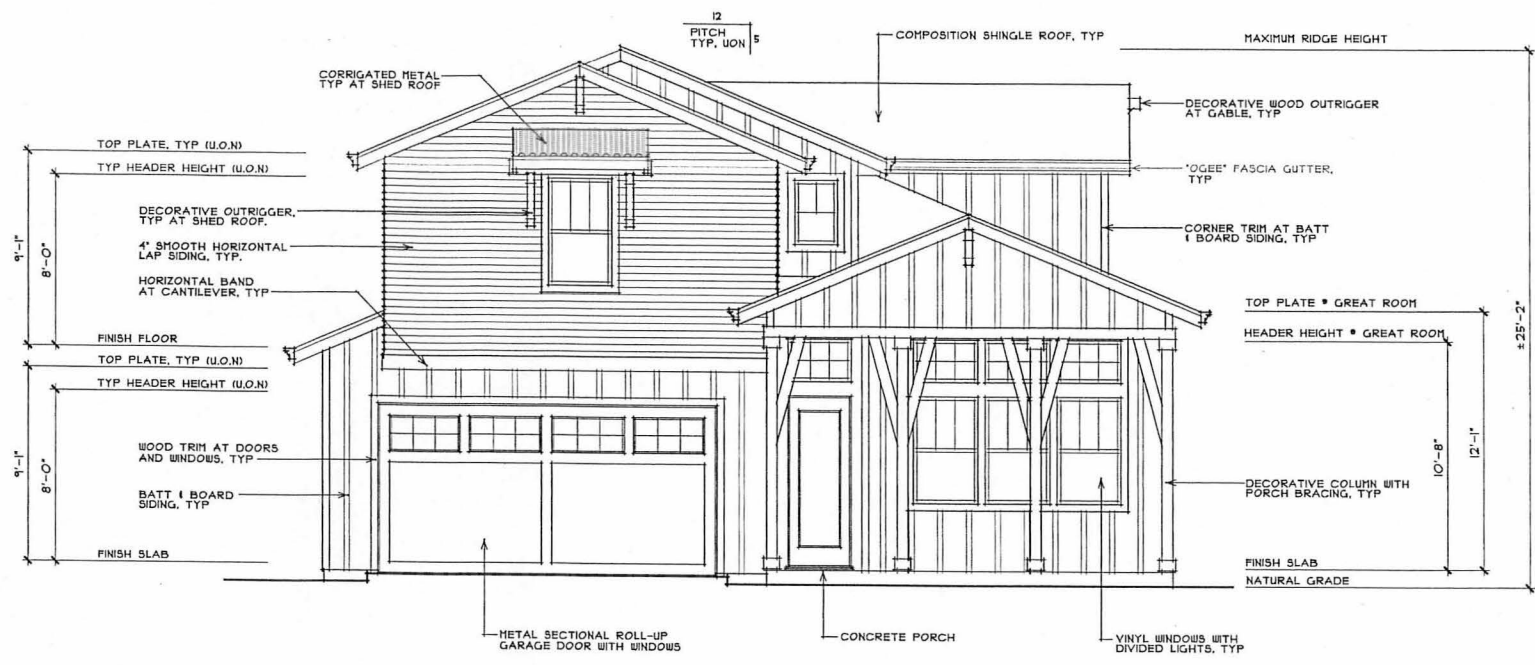 12
PITCH
TYP, UON
5
COMPOSITION SHINGLE ROOF, TYP
MAXIMUM RIDGE HEIGHT
CORRIGATED METAL
TYP AT SHED ROOF
DECORATIVE WOOD OUTRIGGER
AT GABLE, TYP
TOP PLATE, TYP (U.O.N)
TYP HEADER HEIGHT (U.O.N)
"OGEE" FASCIA GUTTER,
TYP
DECORATIVE OUTRIGGER,
TYP AT SHED ROOF.
4" SMOOTH HORIZONTAL
LAP SIDING, TYP.
CORNER TRIM AT BATT
& BOARD SIDING, TYP
9'-1"
8'-0"
HORIZONTAL BAND
AT CANTILEVER, TYP
TOP PLATE @ GREAT ROOM
HEADER HEIGHT @ GREAT ROOM
±25'-2"
FINISH FLOOR
TOP PLATE, TYP (U.O.N)
TYP HEADER HEIGHT (U.O.N)
9'-1"
8'-0"
WOOD TRIM AT DOORS
AND WINDOWS, TYP
BATT & BOARD
SIDING, TYP
10'-8"
12'-1"
DECORATIVE COLUMN WITH
PORCH BRACING, TYP
FINISH SLAB
FINISH SLAB
NATURAL GRADE
METAL SECTIONAL ROLL-UP
GARAGE DOOR WITH WINDOWS
CONCRETE PORCH
VINYL WINDOWS WITH
DIVIDED LIGHTS, TYP